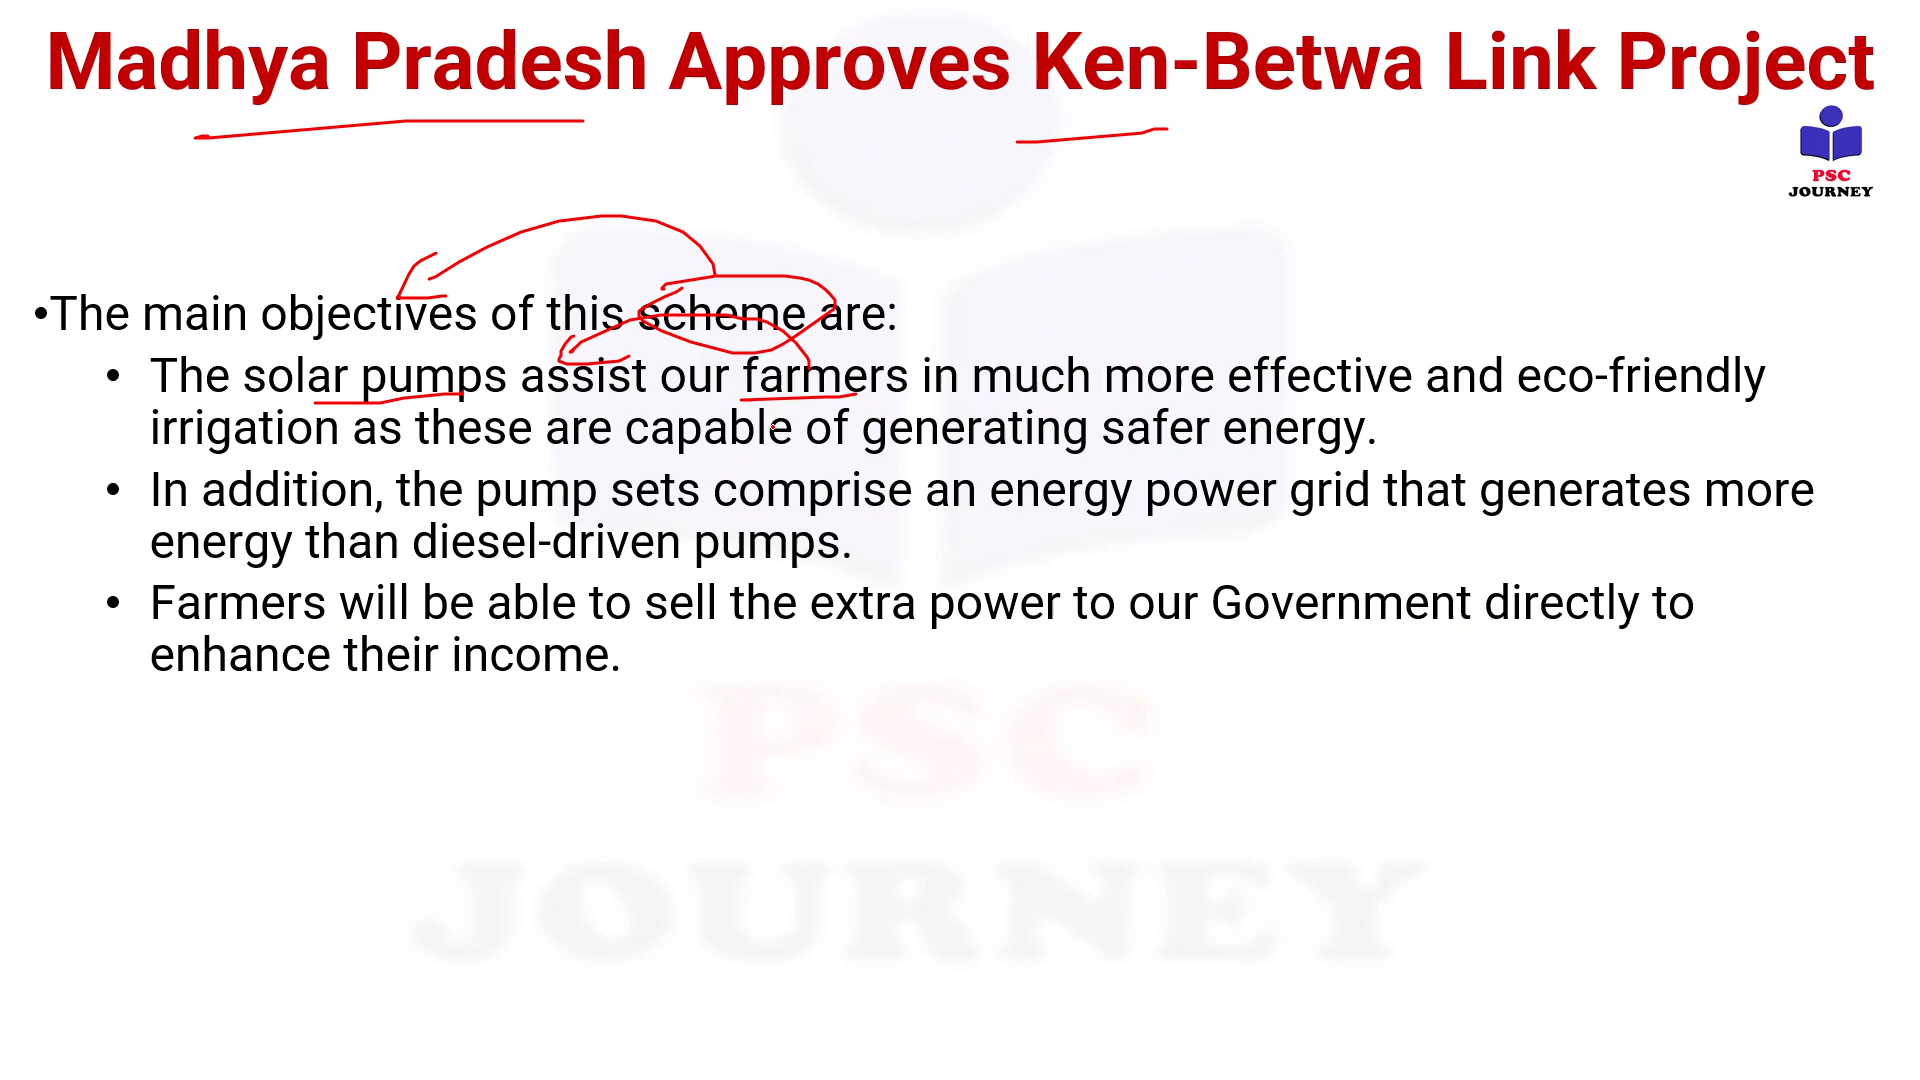 Madhya Pradesh Approves Ken-Betwa Link Project
PSC
JOURNEY
•The main objectives of this scheme are:
• The solar pumps assist our farmers in much more effective and eco-friendly
irrigation as these are capable of generating safer energy.
• In addition, the pump sets comprise an energy power grid that generates more
energy than diesel-driven pumps.
• Farmers will be able to sell the extra power to our Government directly to
enhance their income.
PSC
JOURNEY